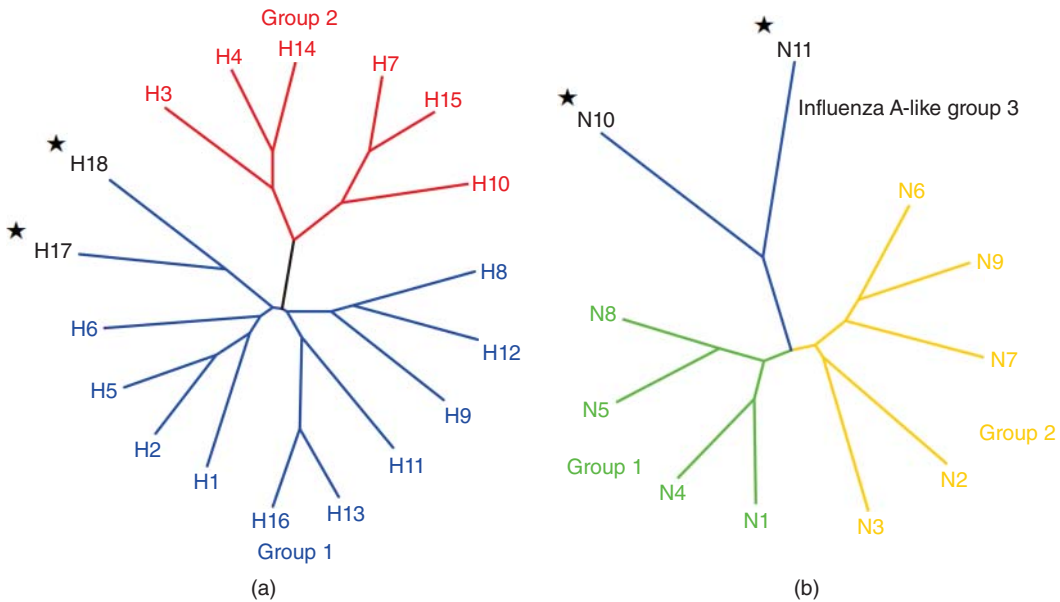 Group 2
H14
H4
H7
H3
H15
H18
H10
H17
H8
H6
H12
H5
H9
H2
H11
H1
H16
H13
Group 1
(a)
N11
N10
Influenza A-like group 3
N6
N9
N8
N7
N5
Group 2
Group 1
N2
N4
N1
N3
(b)